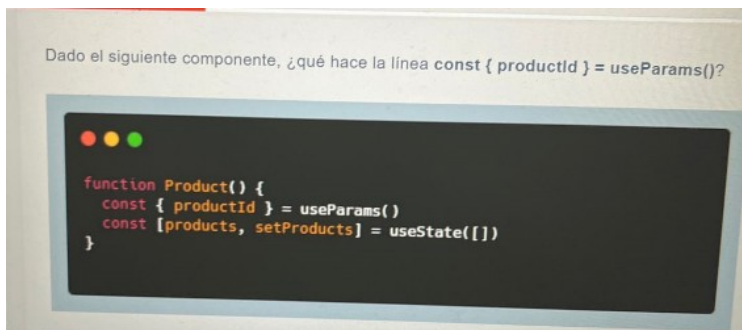 Dado el siguiente componente, ¿qué hace la línea const { productId } = useParams()?
function Product() {
const { productId } = useParams()
const [products, setProducts] = useState([])
}